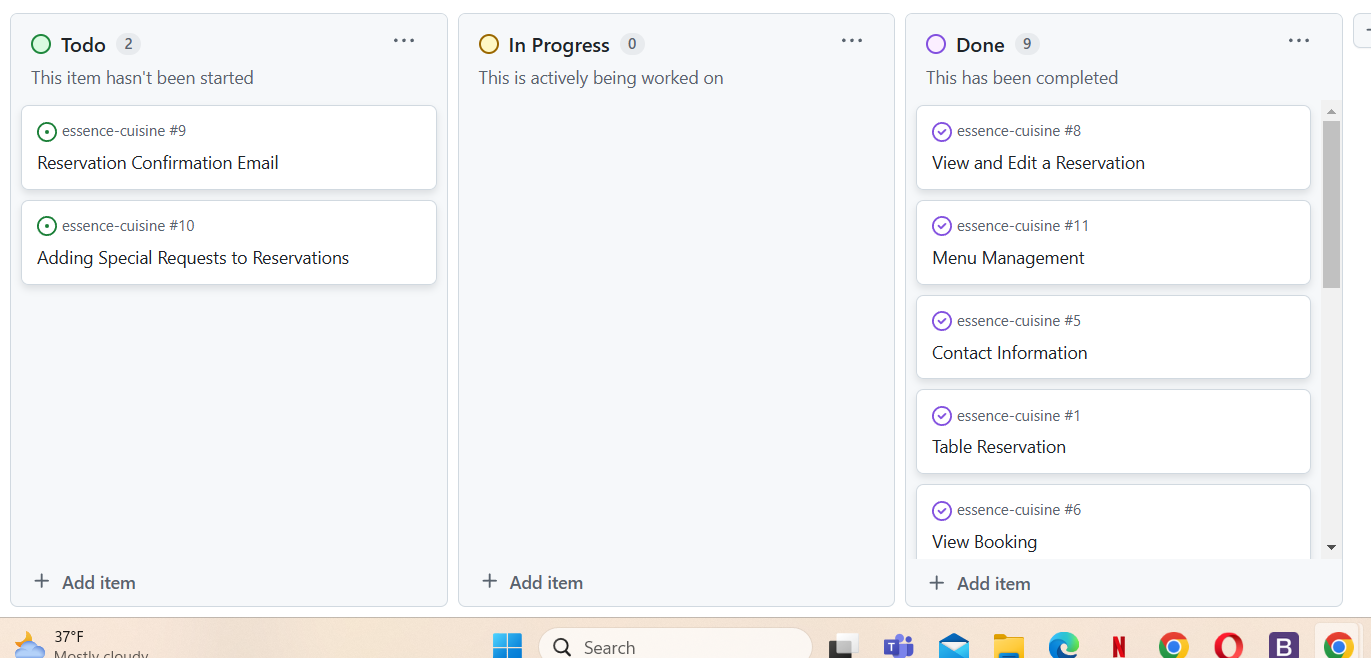 Todo 2
This item hasn't been started
essence-cuisine #9
Reservation Confirmation Email
essence-cuisine #10
Adding Special Requests to Reservations
+ Add item
In Progress 0
This is actively being worked on
+ Add item
Done 9
This has been completed
essence-cuisine #8
View and Edit a Reservation
essence-cuisine #11
Menu Management
essence-cuisine #5
Contact Information
essence-cuisine #1
Table Reservation
essence-cuisine #6
View Booking
+ Add item
37°F
Mostly cloudy
Search
N
B